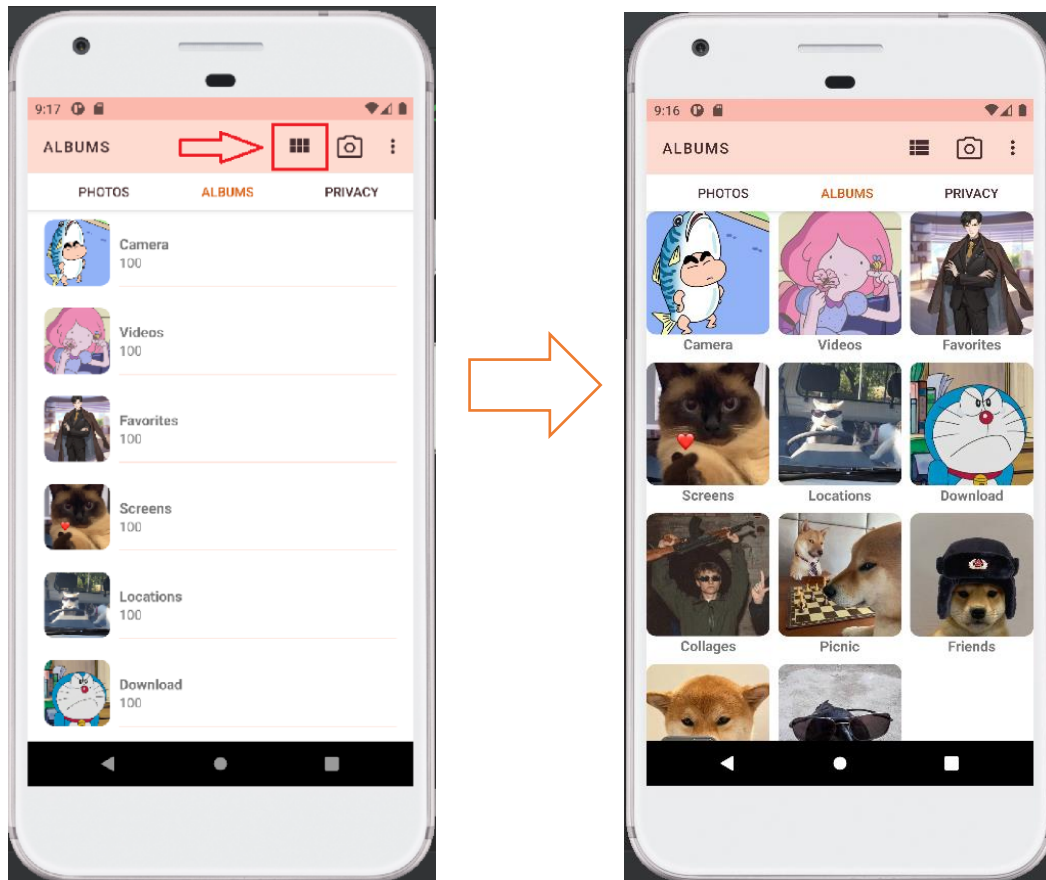 9:17
ALBUMS
PHOTOS ALBUMS PRIVACY
Camera
100
Videos
100
Favorites
100
Screens
100
Locations
100
Download
100
9:16
ALBUMS
PHOTOS ALBUMS PRIVACY
Camera Videos Favorites
Screens Locations Download
Collages Picnic Friends